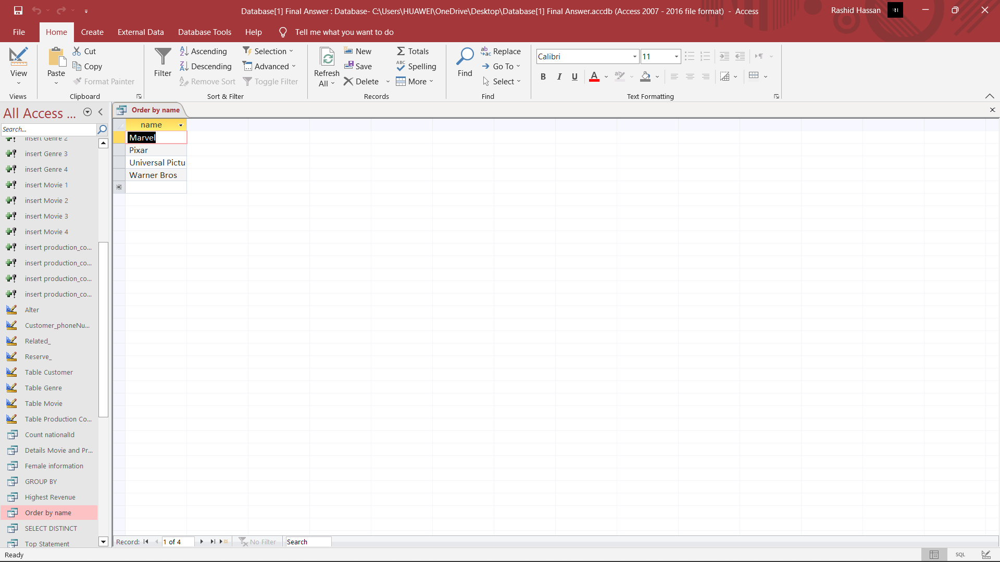 Database[1] Final Answer : Database- C:\Users\HUAWEI\OneDrive\Desktop\Database[1] Final Answer.accdb (Access 2007 - 2016 file format)  -  Access
Rashid Hassan
RH
File Home Create External Data Database Tools Help Tell me what you want to do
View
Views
Paste
Cut
Copy
Format Painter
Clipboard
Filter
Ascending
Descending
Remove Sort
Selection
Advanced
Toggle Filter
Sort & Filter
Refresh
All
New
Save
Delete
Totals
Spelling
More
Records
Find
Replace
Go To
Select
Find
Calibri
11
B I U A
Text Formatting
All Access ...
Search...
insert Genre 2
insert Genre 3
insert Genre 4
insert Movie 1
insert Movie 2
insert Movie 3
insert Movie 4
insert production_co...
insert production_co...
insert production_co...
insert production_co...
Alter
Customer_phoneNu...
Related_
Reserve_
Table Customer
Table Genre
Table Movie
Table Production Co...
Count nationalId
Details Movie and Pr...
Female information
GROUP BY
Highest Revenue
Order by name
SELECT DISTINCT
Top Statement
Order by name
name
Marvel
Pixar
Universal Pictu
Warner Bros
Record: 1 of 4 No Filter Search
Ready
SQL